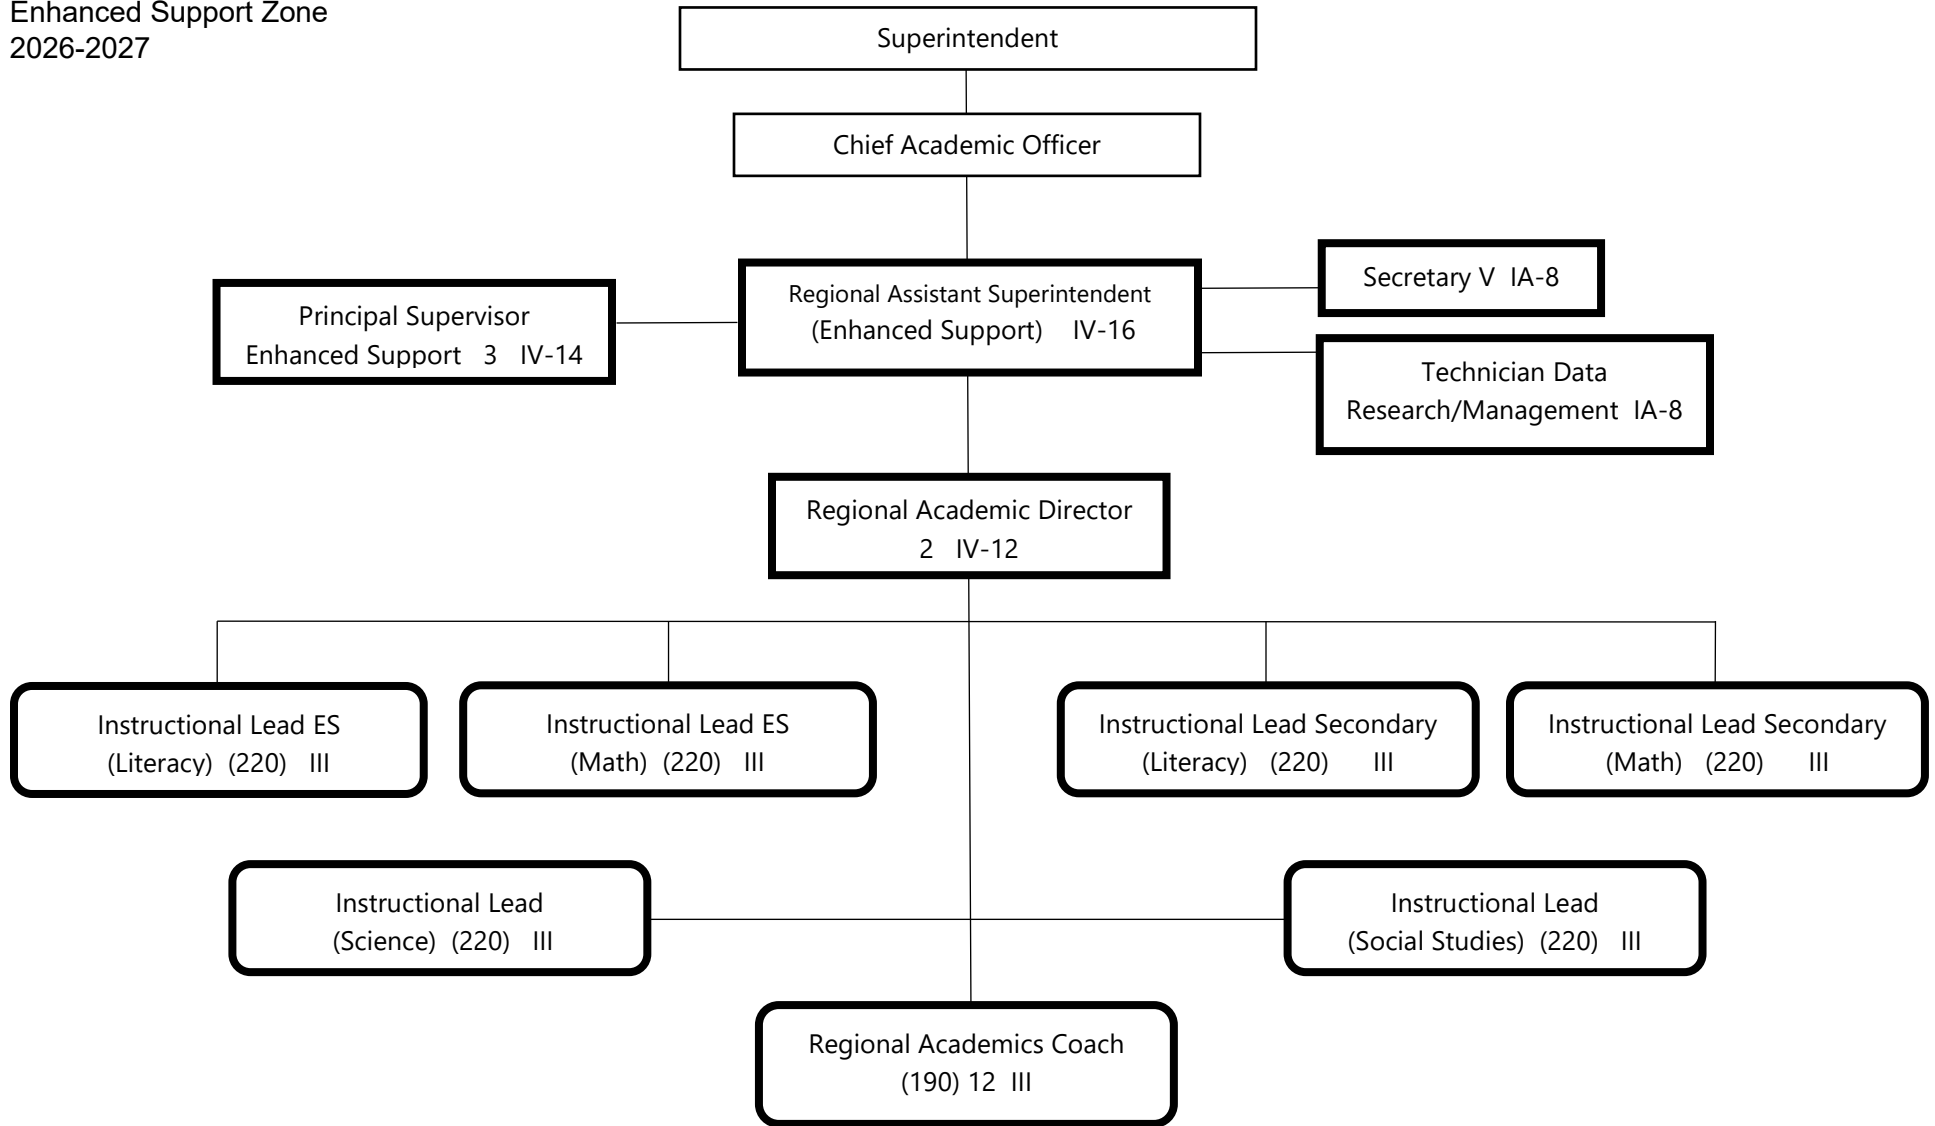 Enhanced Support Zone
2026-2027
Superintendent
Chief Academic Officer
Regional Assistant Superintendent
(Enhanced Support) IV-16
Principal Supervisor
Enhanced Support 3 IV-14
Secretary V IA-8
Technician Data
Research/Management IA-8
Regional Academic Director
2 IV-12
Instructional Lead ES
(Literacy) (220) III
Instructional Lead ES
(Math) (220) III
Instructional Lead Secondary
(Literacy) (220) III
Instructional Lead Secondary
(Math) (220) III
Instructional Lead
(Science) (220) III
Instructional Lead
(Social Studies) (220) III
Regional Academics Coach
(190) 12 III